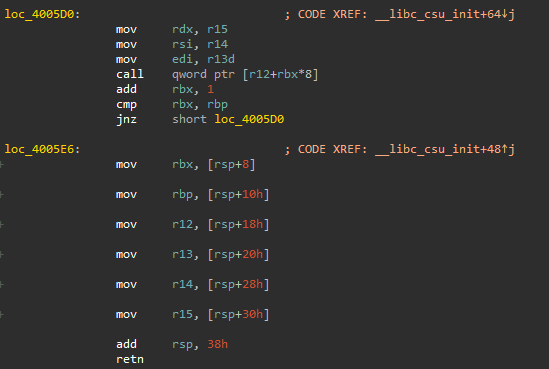 loc_4005D0: ; CODE XREF: __libc_csu_init+64↓j
mov rdx, r15
mov rsi, r14
mov edi, r13d
call qword ptr [r12+rbx*8]
add rbx, 1
cmp rbx, rbp
jnz short loc_4005D0
loc_4005E6: ; CODE XREF: __libc_csu_init+48↑j
+ mov rbx, [rsp+8]
+ mov rbp, [rsp+10h]
+ mov r12, [rsp+18h]
+ mov r13, [rsp+20h]
+ mov r14, [rsp+28h]
+ mov r15, [rsp+30h]
add rsp, 38h
retn